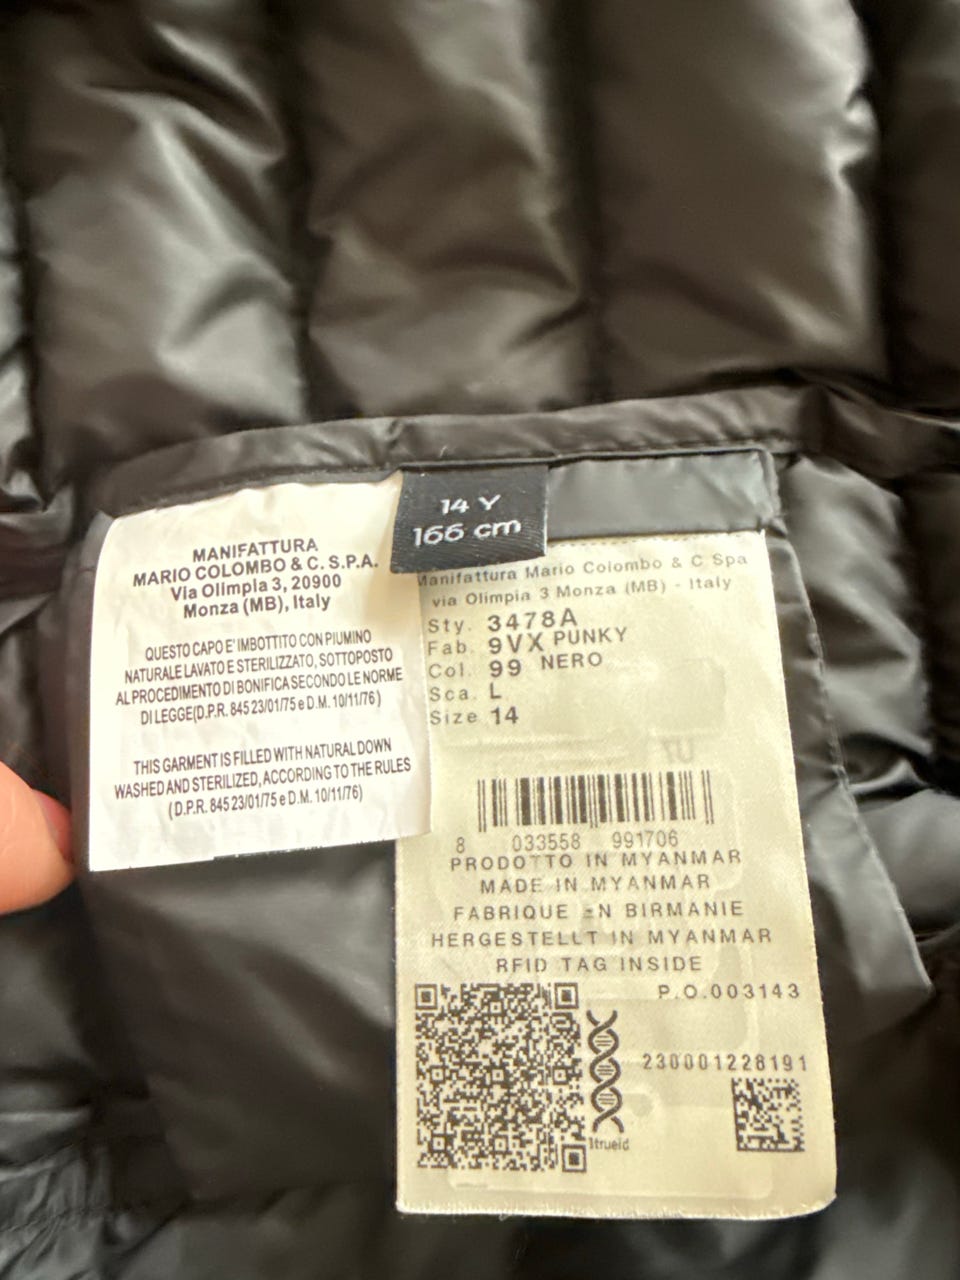 14 Y
166 cm
MANIFATTURA
MARIO COLOMBO & C. S.P.A.
Via Olimpia 3, 20900
Monza (MB), Italy
QUESTO CAPO E' IMBOTTITO CON PIUMINO
NATURALE LAVATO E STERILIZZATO, SOTTOPOSTO
AL PROCEDIMENTO DI BONIFICA SECONDO LE NORME
DI LEGGE(D.P.R. 845 23/01/75 e D.M. 10/11/76)
THIS GARMENT IS FILLED WITH NATURAL DOWN
WASHED AND STERILIZED, ACCORDING TO THE RULES
(D.P.R. 845 23/01/75 e D.M. 10/11/76)
Manifattura Mario Colombo & C Spa
via Olimpia 3 Monza (MB) - Italy
Sty. 3478A
Fab. 9VX PUNKY
Col. 99 NERO
Sca. L
Size 14
8 033558 991706
PRODOTTO IN MYANMAR
MADE IN MYANMAR
FABRIQUE EN BIRMANIE
HERGESTELLT IN MYANMAR
RFID TAG INSIDE
P.O.003143
230001228191
1trueid